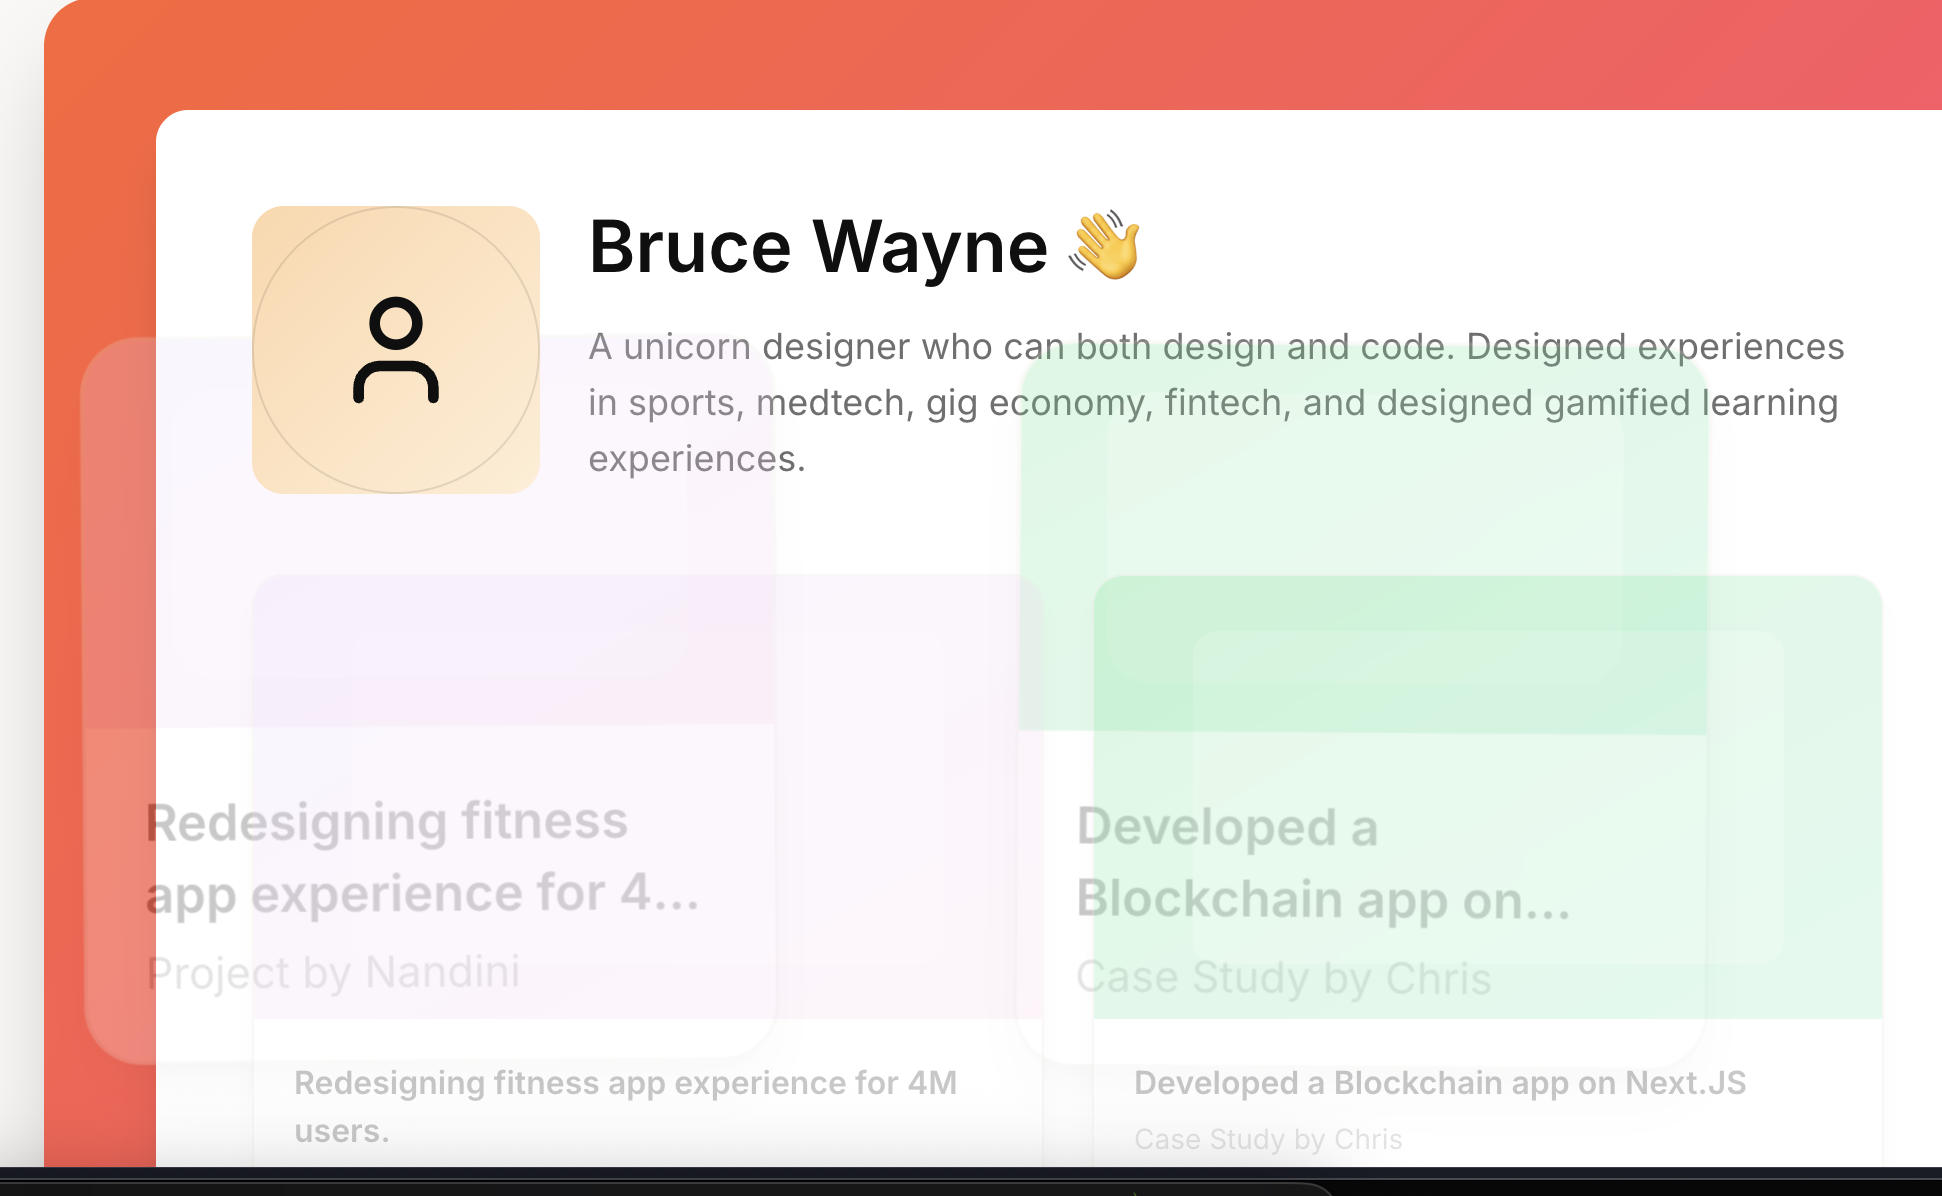 Bruce Wayne 👋
A unicorn designer who can both design and code. Designed experiences
in sports, medtech, gig economy, fintech, and designed gamified learning
experiences.
Redesigning fitness
app experience for 4...
Project by Nandini
Developed a
Blockchain app on...
Case Study by Chris
Redesigning fitness app experience for 4M
users.
Developed a Blockchain app on Next.JS
Case Study by Chris